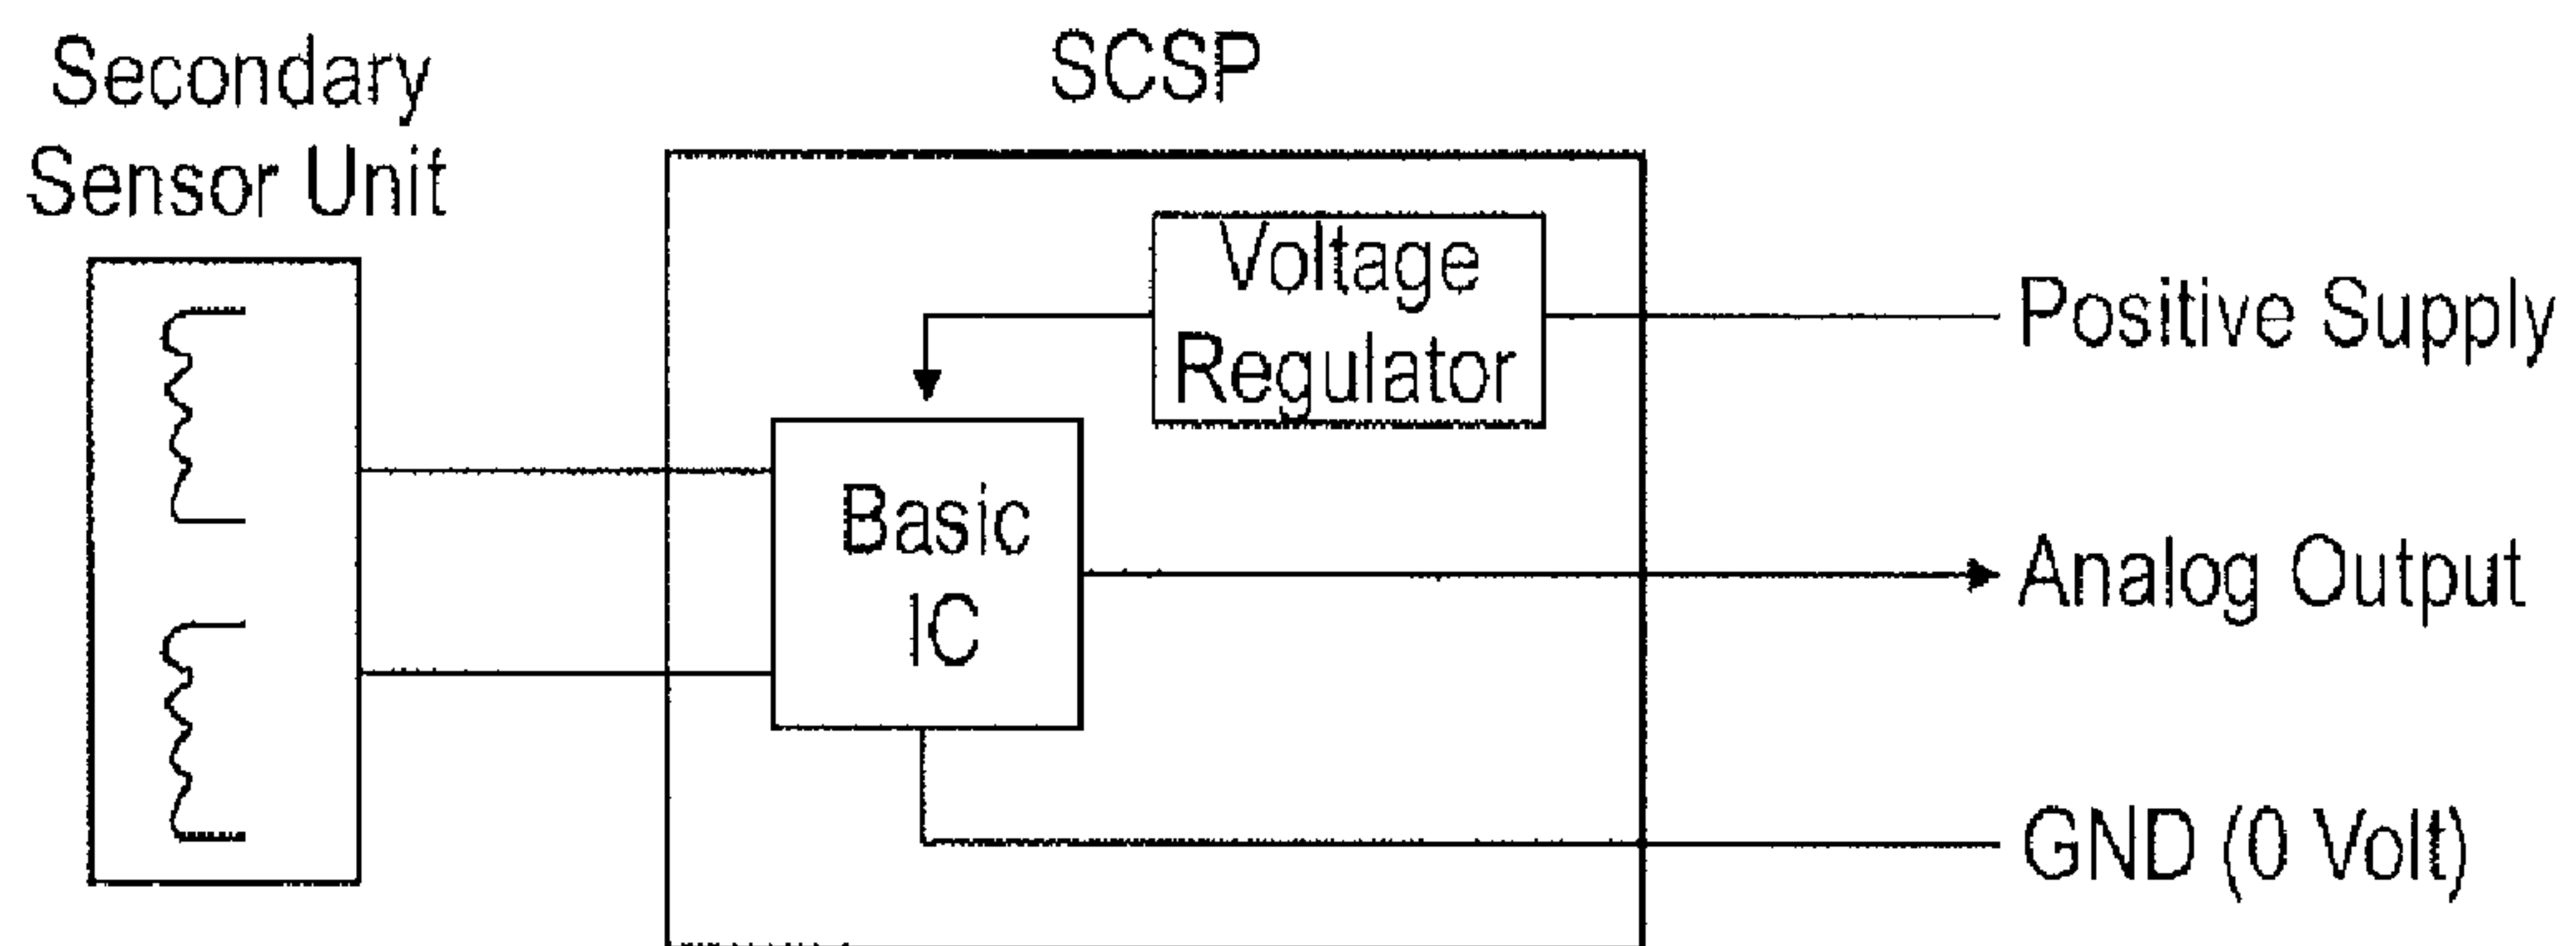 Secondary
Sensor Unit
SCSP
Voltage
Regulator
Positive Supply
Basic
IC
Analog Output
GND (0 Volt)